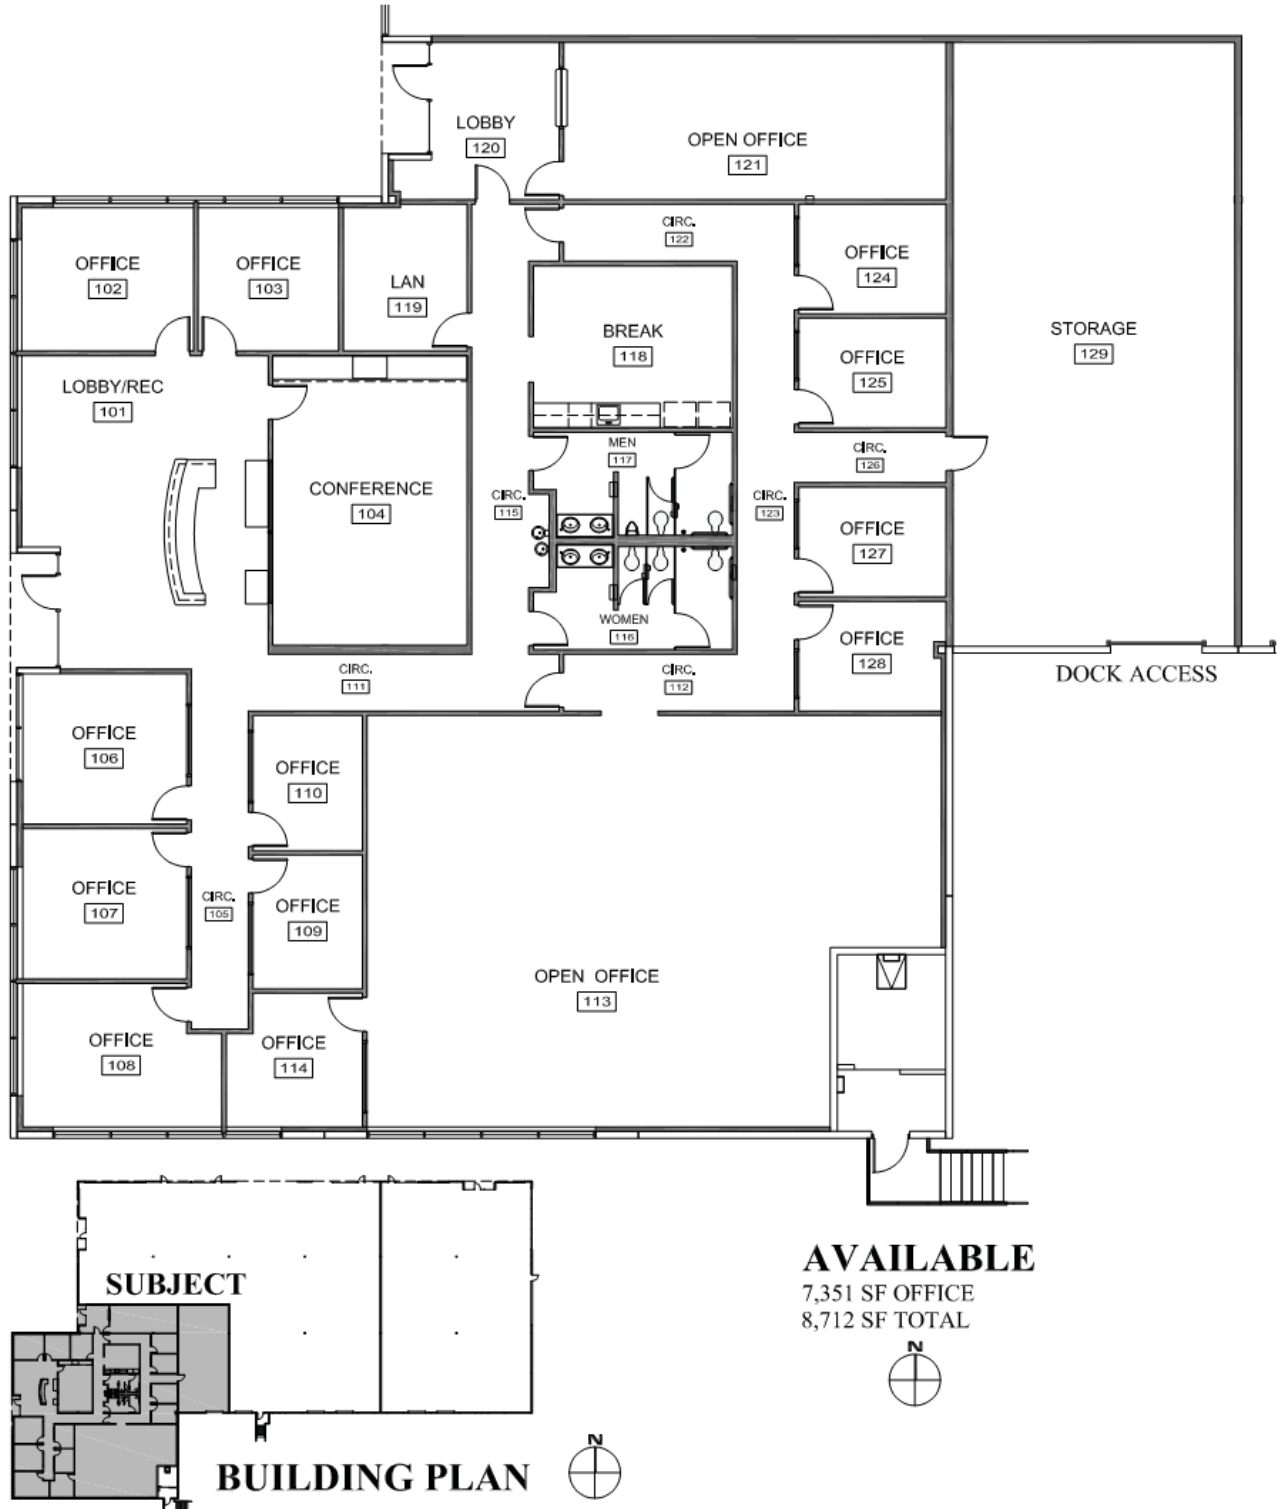 LOBBY
120
OPEN OFFICE
121
CIRC.
122
OFFICE
102
OFFICE
103
LAN
119
OFFICE
124
BREAK
118
STORAGE
129
OFFICE
125
LOBBY/REC
101
MEN
117
CIRC.
126
CONFERENCE
104
CIRC.
115
CIRC.
123
OFFICE
127
WOMEN
116
OFFICE
128
CIRC.
111
CIRC.
112
DOCK ACCESS
OFFICE
106
OFFICE
110
OFFICE
107
CIRC.
105
OFFICE
109
OPEN OFFICE
113
OFFICE
108
OFFICE
114
SUBJECT
AVAILABLE
7,351 SF OFFICE
8,712 SF TOTAL
N
BUILDING PLAN
N